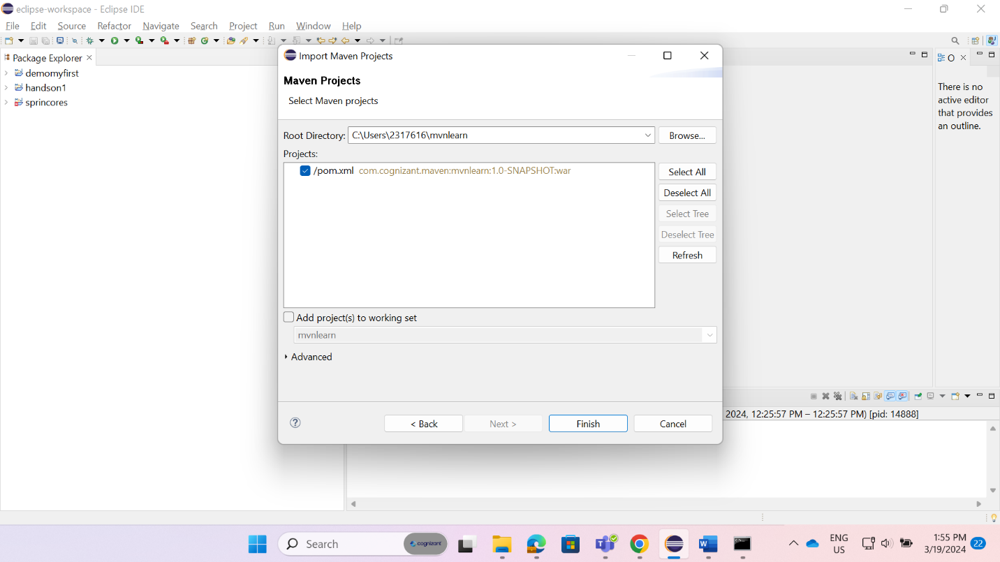 eclipse-workspace - Eclipse IDE
File Edit Source Refactor Navigate Search Project Run Window Help
Package Explorer
demomyfirst
handson1
sprincores
Import Maven Projects
Maven Projects
Select Maven projects
Root Directory: C:\Users\2317616\mvnlearn Browse...
Projects:
/pom.xml com.cognizant.maven:mvnlearn:1.0-SNAPSHOT:war
Select All
Deselect All
Select Tree
Deselect Tree
Refresh
Add project(s) to working set
mvnlearn
Advanced
< Back Next > Finish Cancel
O
There is no
active editor
that provides
an outline.
2024, 12:25:57 PM – 12:25:57 PM) [pid: 14888]
Search cognizant
ENG
US
1:55 PM
3/19/2024
22